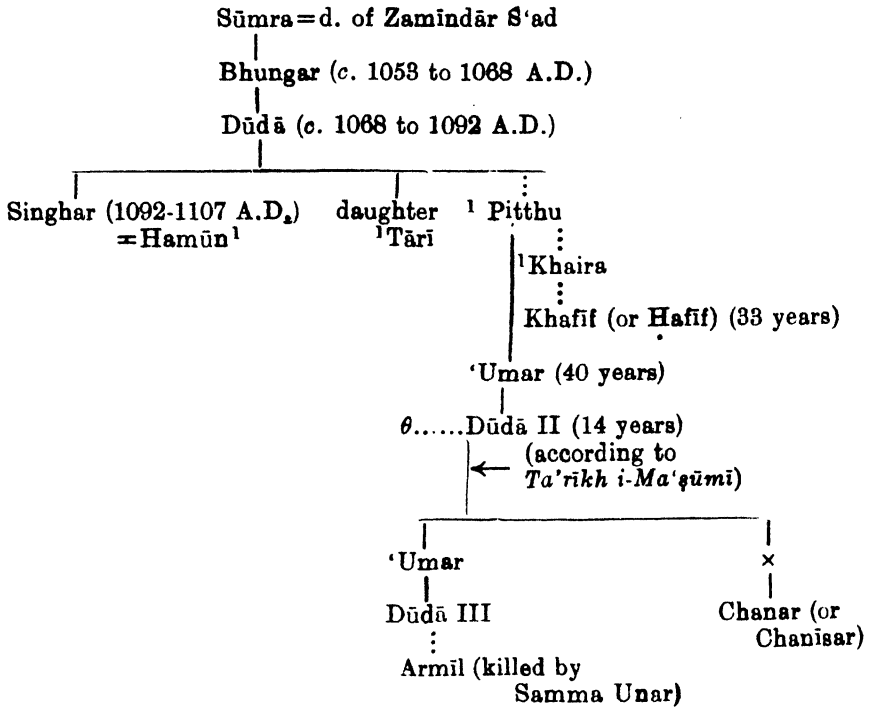 Sūmra = d. of Zamīndār S‘ad
Bhungar (c. 1053 to 1068 A.D.)
Dūdā (c. 1068 to 1092 A.D.)
Singhar (1092-1107 A.D.) daughter ¹ Pitthu
=Hamūn¹ ¹Tārī
¹Khaira
Khafīf (or Ḥafīf) (33 years)
‘Umar (40 years)
θ......Dūdā II (14 years)
(according to
Ta’rīkh i-Ma‘ṣūmī)
‘Umar ×
Dūdā III Chanar (or
Chanīsar)
Armīl (killed by
Samma Unar)